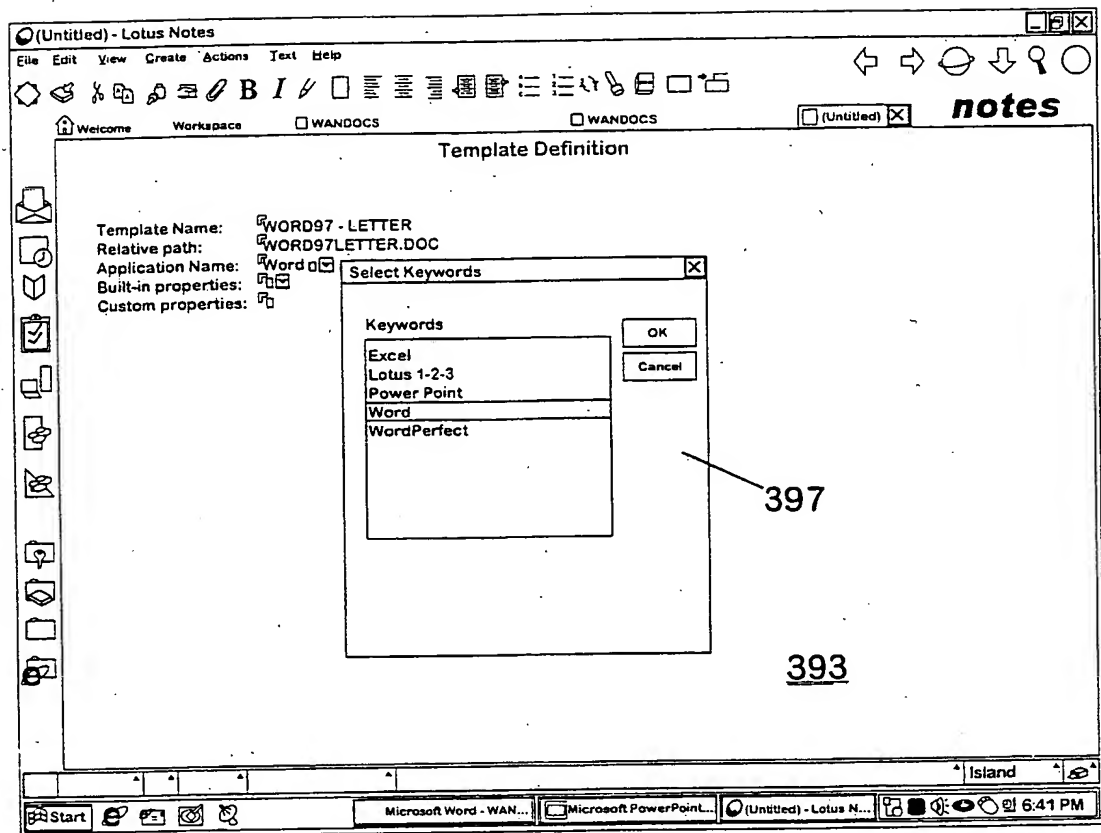 (Untitled) - Lotus Notes
File Edit View Create Actions Text Help
B I
notes
Welcome Workspace WANDOCS WANDOCS (Untitled)
Template Definition
Template Name: WORD97 - LETTER
Relative path: WORD97LETTER.DOC
Application Name: Word
Built-in properties:
Custom properties:
Select Keywords
Keywords
OK
Cancel
Excel
Lotus 1-2-3
Power Point
Word
WordPerfect
397
393
Island
Start Microsoft Word - WAN... Microsoft PowerPoint... (Untitled) - Lotus N... 6:41 PM